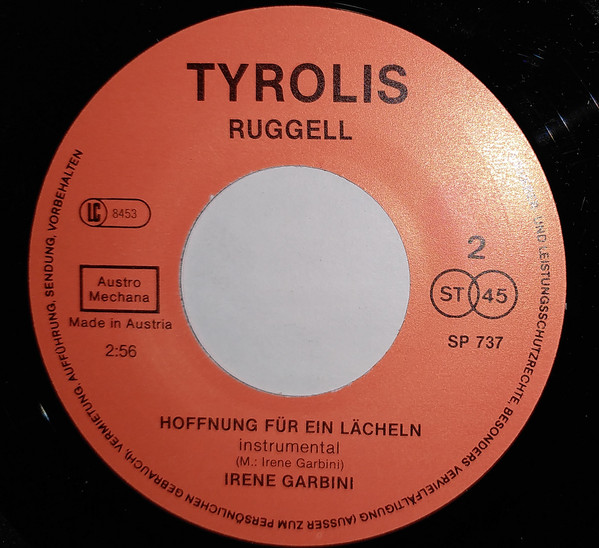 TYROLIS
RUGGELL
LC 8453
2
Austro
Mechana
ST 45
Made in Austria
SP 737
2:56
HOFFNUNG FÜR EIN LÄCHELN
instrumental
(M.: Irene Garbini)
IRENE GARBINI
UND LEISTUNGSSCHUTZRECHTE, BESONDERS VERVIELFÄLTIGUNG (AUSSER ZUM PERSÖNLICHEN GEBRAUCH), VERMIETUNG, AUFFÜHRUNG, SENDUNG, VORBEHALTEN